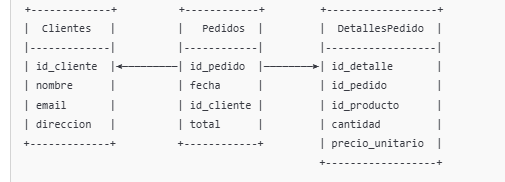 +-------------+ +------------+ +-----------------+
| Clientes | | Pedidos | | DetallesPedido |
|-------------| |------------| |-----------------|
| id_cliente |◄─────────| id_pedido |────────►| id_detalle |
| nombre | | fecha | | id_pedido |
| email | | id_cliente | | id_producto |
| direccion | | total | | cantidad |
+-------------+ +------------+ | precio_unitario |
+-----------------+